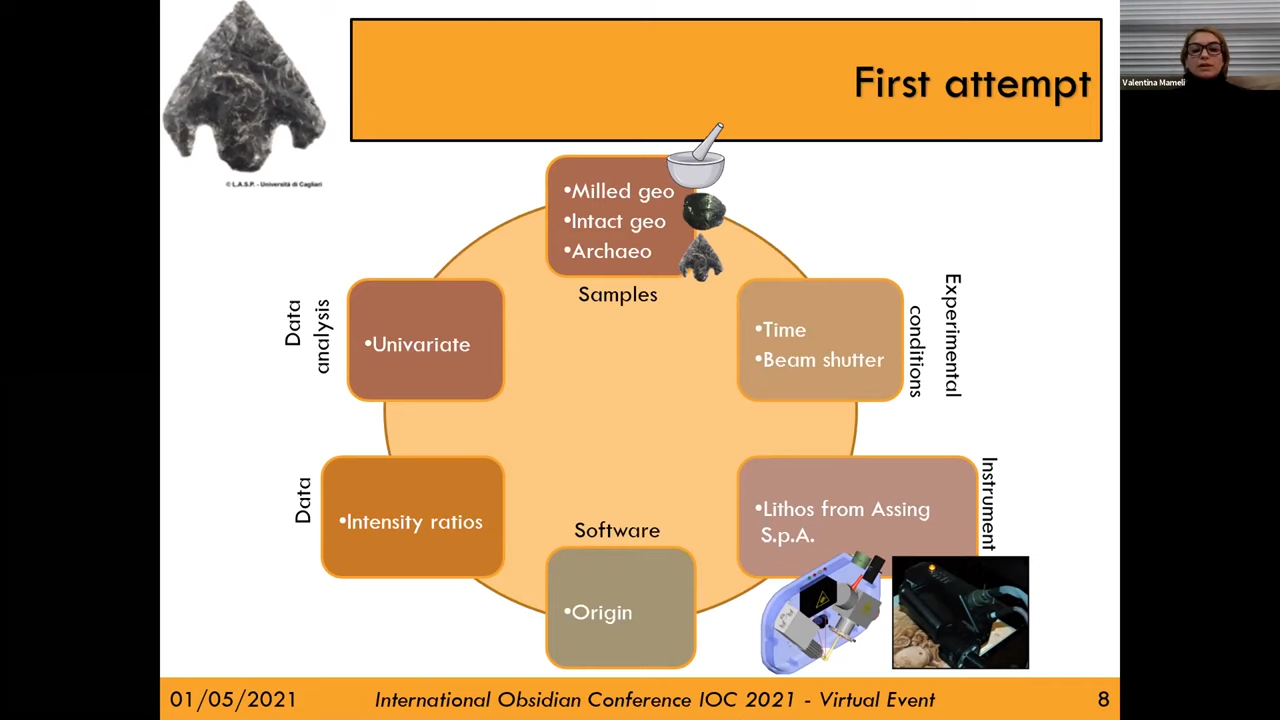 First attempt
Valentina Mameli
© L.A.S.P. - Università di Cagliari
•Milled geo
•Intact geo
•Archaeo
Samples
•Time
•Beam shutter
Experimental
conditions
•Lithos from Assing
S.p.A.
Instrument
Software
•Origin
•Intensity ratios
Data
•Univariate
Data
analysis
01/05/2021
International Obsidian Conference IOC 2021 - Virtual Event
8